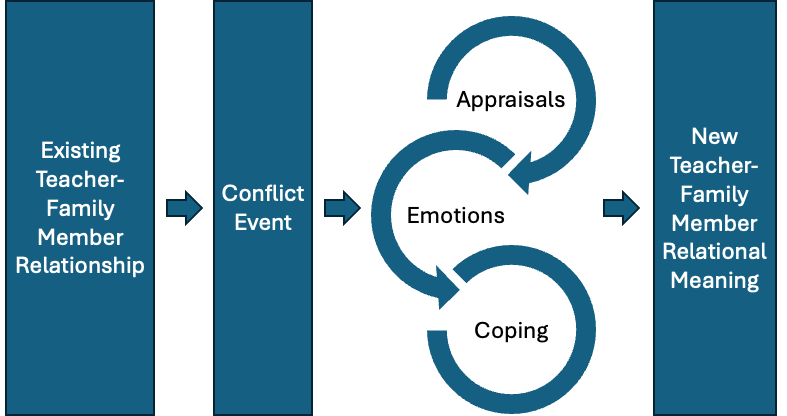 Existing
Teacher-
Family
Member
Relationship
Conflict
Event
Appraisals
Emotions
Coping
New
Teacher-
Family
Member
Relational
Meaning